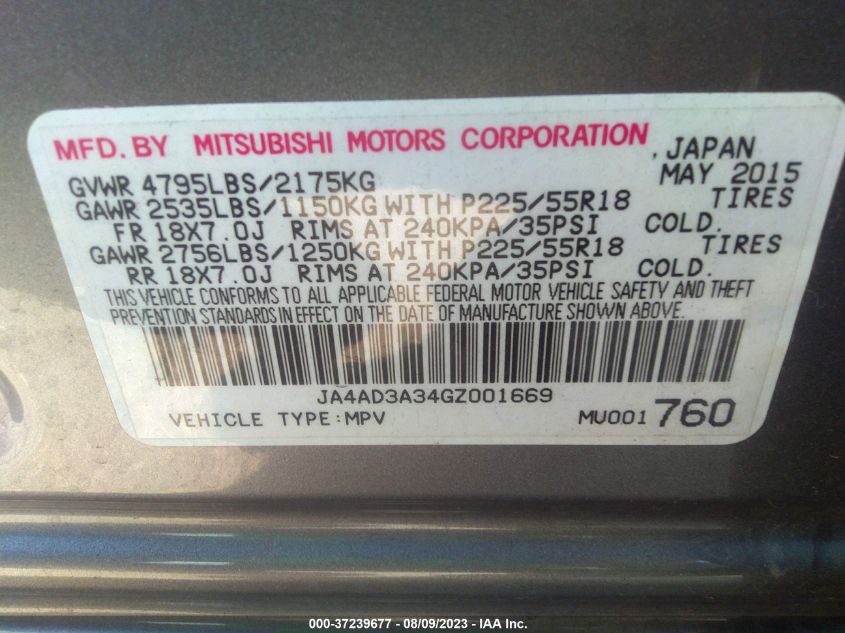 MFD. BY MITSUBISHI MOTORS CORPORATION , JAPAN
GVWR 4795LBS/2175KG MAY 2015
GAWR 2535LBS/1150KG WITH P225/55R18 TIRES
FR 18X7.0J RIMS AT 240KPA/35PSI COLD.
GAWR 2756LBS/1250KG WITH P225/55R18 TIRES
RR 18X7.0J RIMS AT 240KPA/35PSI COLD.
THIS VEHICLE CONFORMS TO ALL APPLICABLE FEDERAL MOTOR VEHICLE SAFETY AND THEFT
PREVENTION STANDARDS IN EFFECT ON THE DATE OF MANUFACTURE SHOWN ABOVE.
JA4AD3A34GZ001669
VEHICLE TYPE:MPV MU001 760
000-37239677 - 08/09/2023 - IAA Inc.